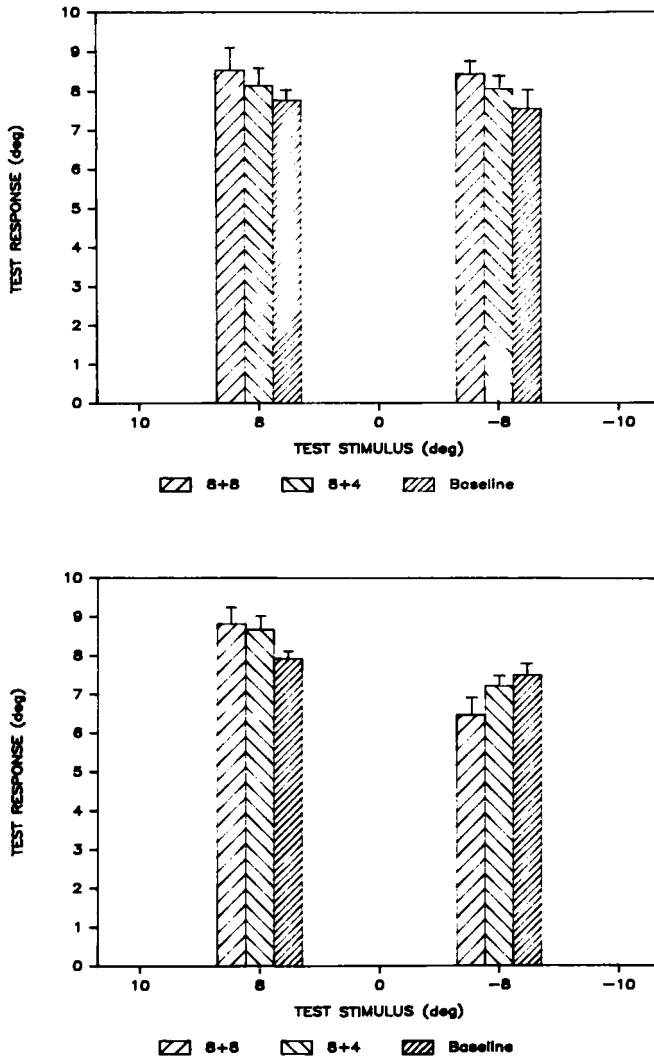 10
9
8
7
6
5
4
3
2
1
0
TEST RESPONSE (deg)
10 8 0 -8 -10
TEST STIMULUS (deg)
8+8 8+4 Baseline
10
9
8
7
6
5
4
3
2
1
0
TEST RESPONSE (deg)
10 8 0 -8 -10
TEST STIMULUS (deg)
8+8 8+4 Baseline